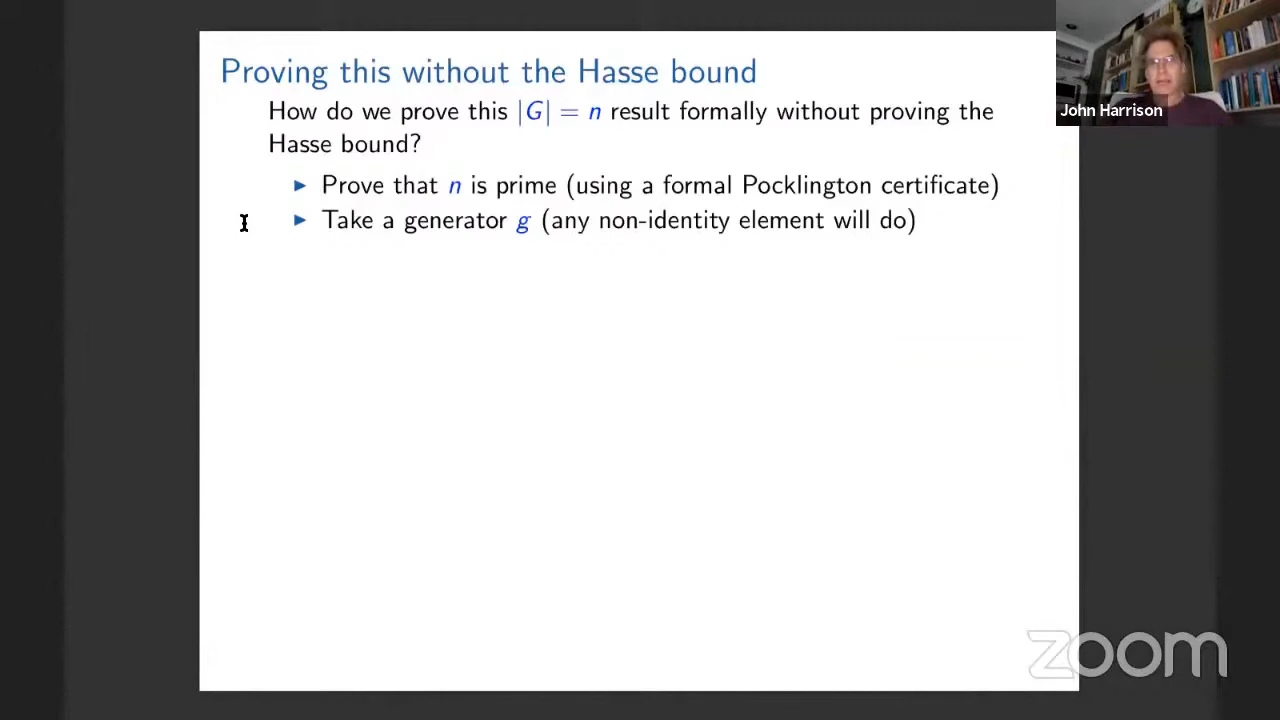 Proving this without the Hasse bound
How do we prove this |G| = n result formally without proving the
Hasse bound?
▶ Prove that n is prime (using a formal Pocklington certificate)
▶ Take a generator g (any non-identity element will do)
John Harrison
zoom